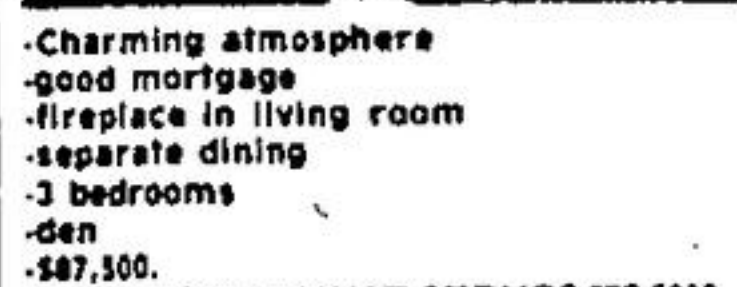 -Charming atmosphere
-good mortgage
-fireplace in living room
-separate dining
-3 bedrooms
-den
-$87,500.